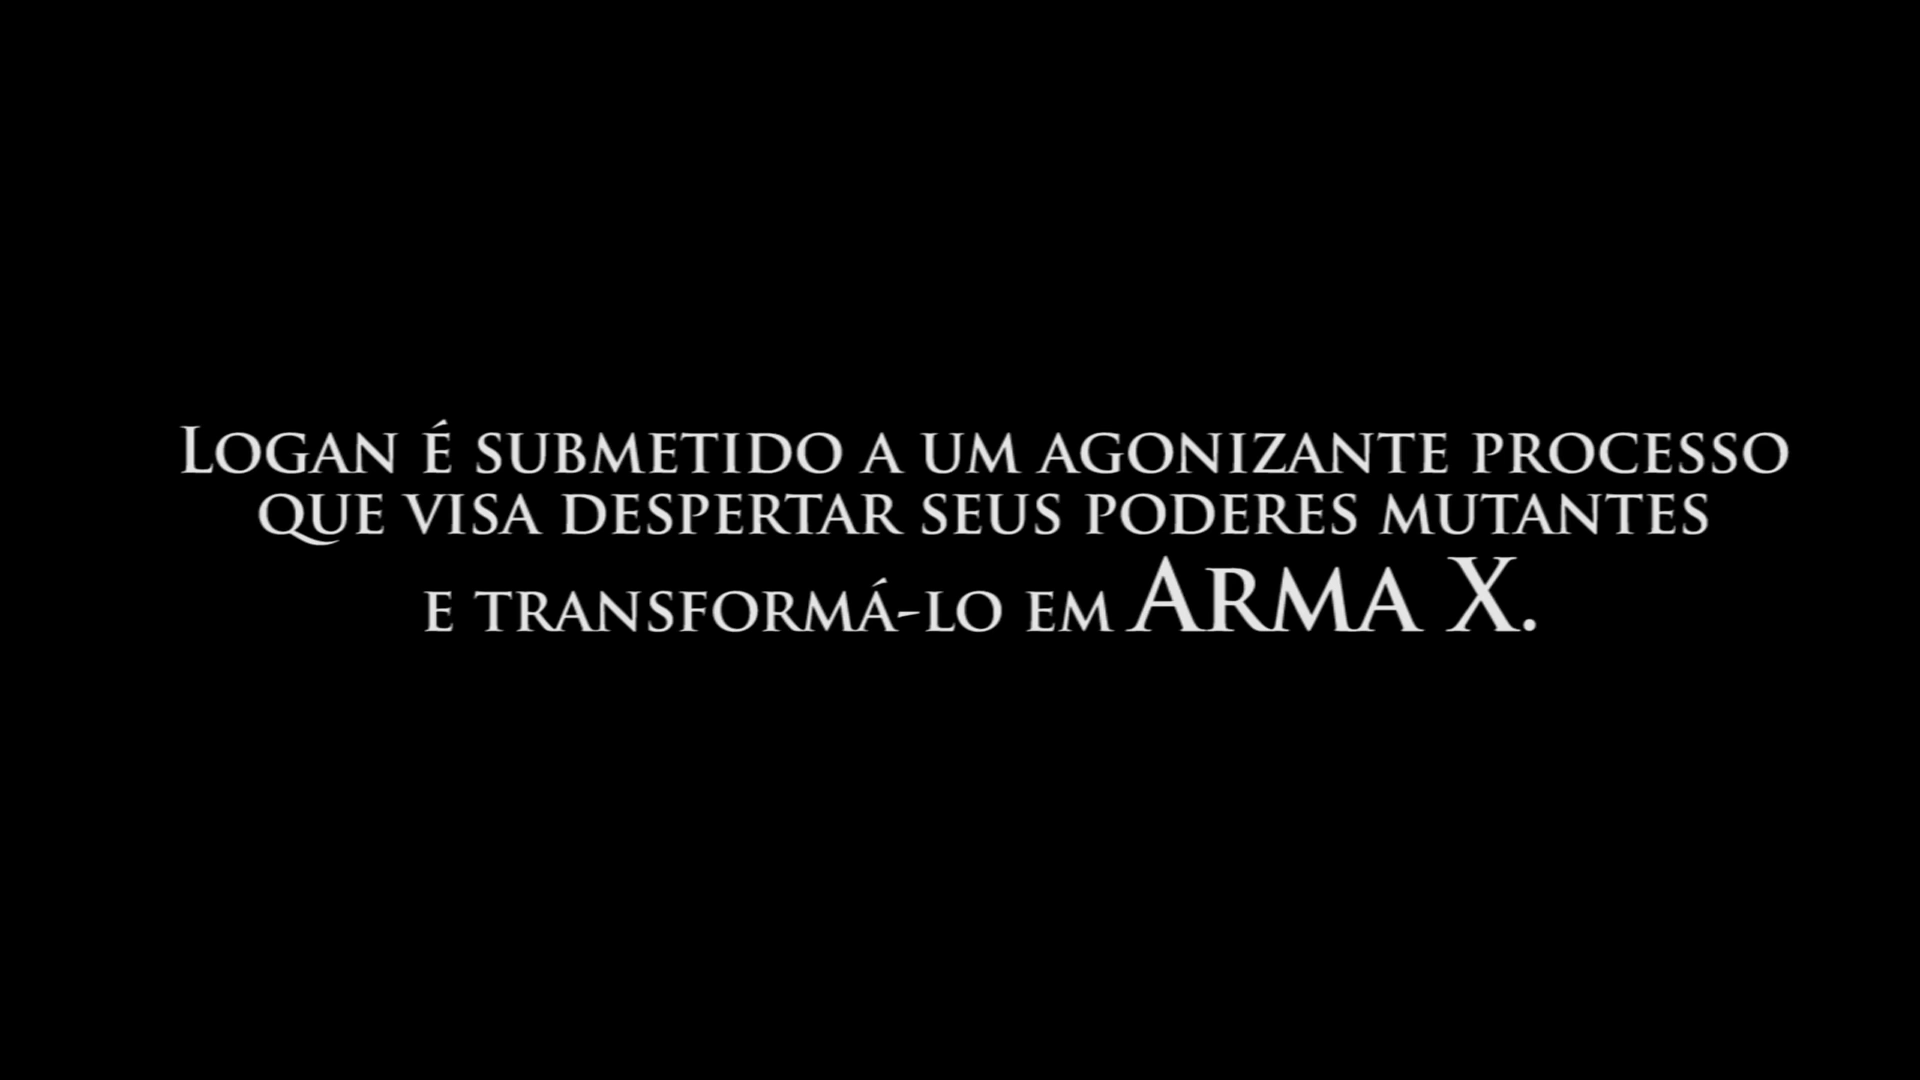 Logan é submetido a um agonizante processo
que visa despertar seus poderes mutantes
e transformá-lo em Arma X.